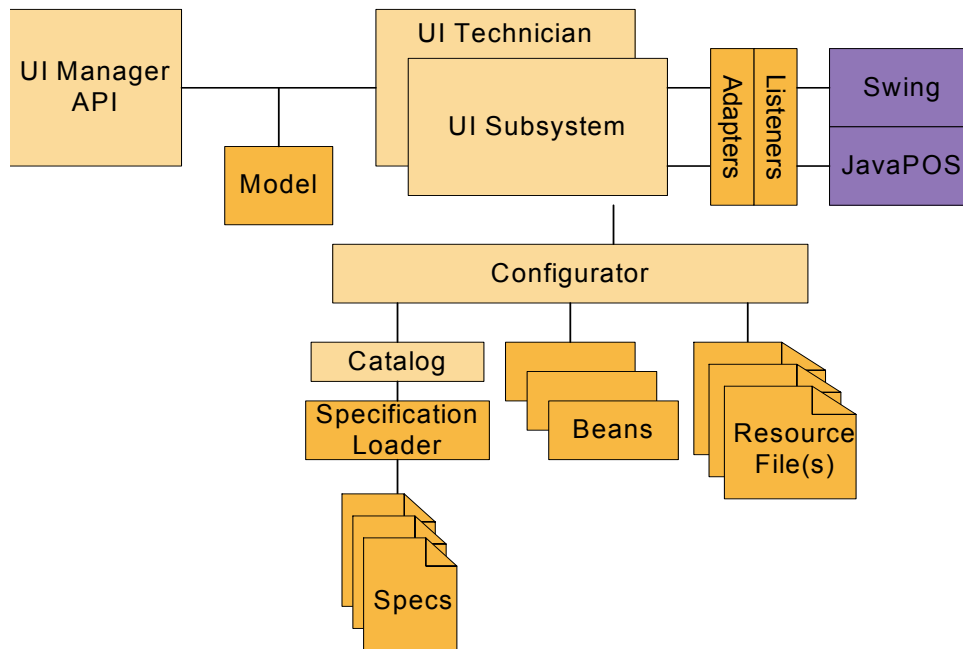 UI Manager
API
UI Technician
UI Subsystem
Adapters
Listeners
Swing
JavaPOS
Model
Configurator
Catalog
Specification
Loader
Beans
Resource
File(s)
Specs